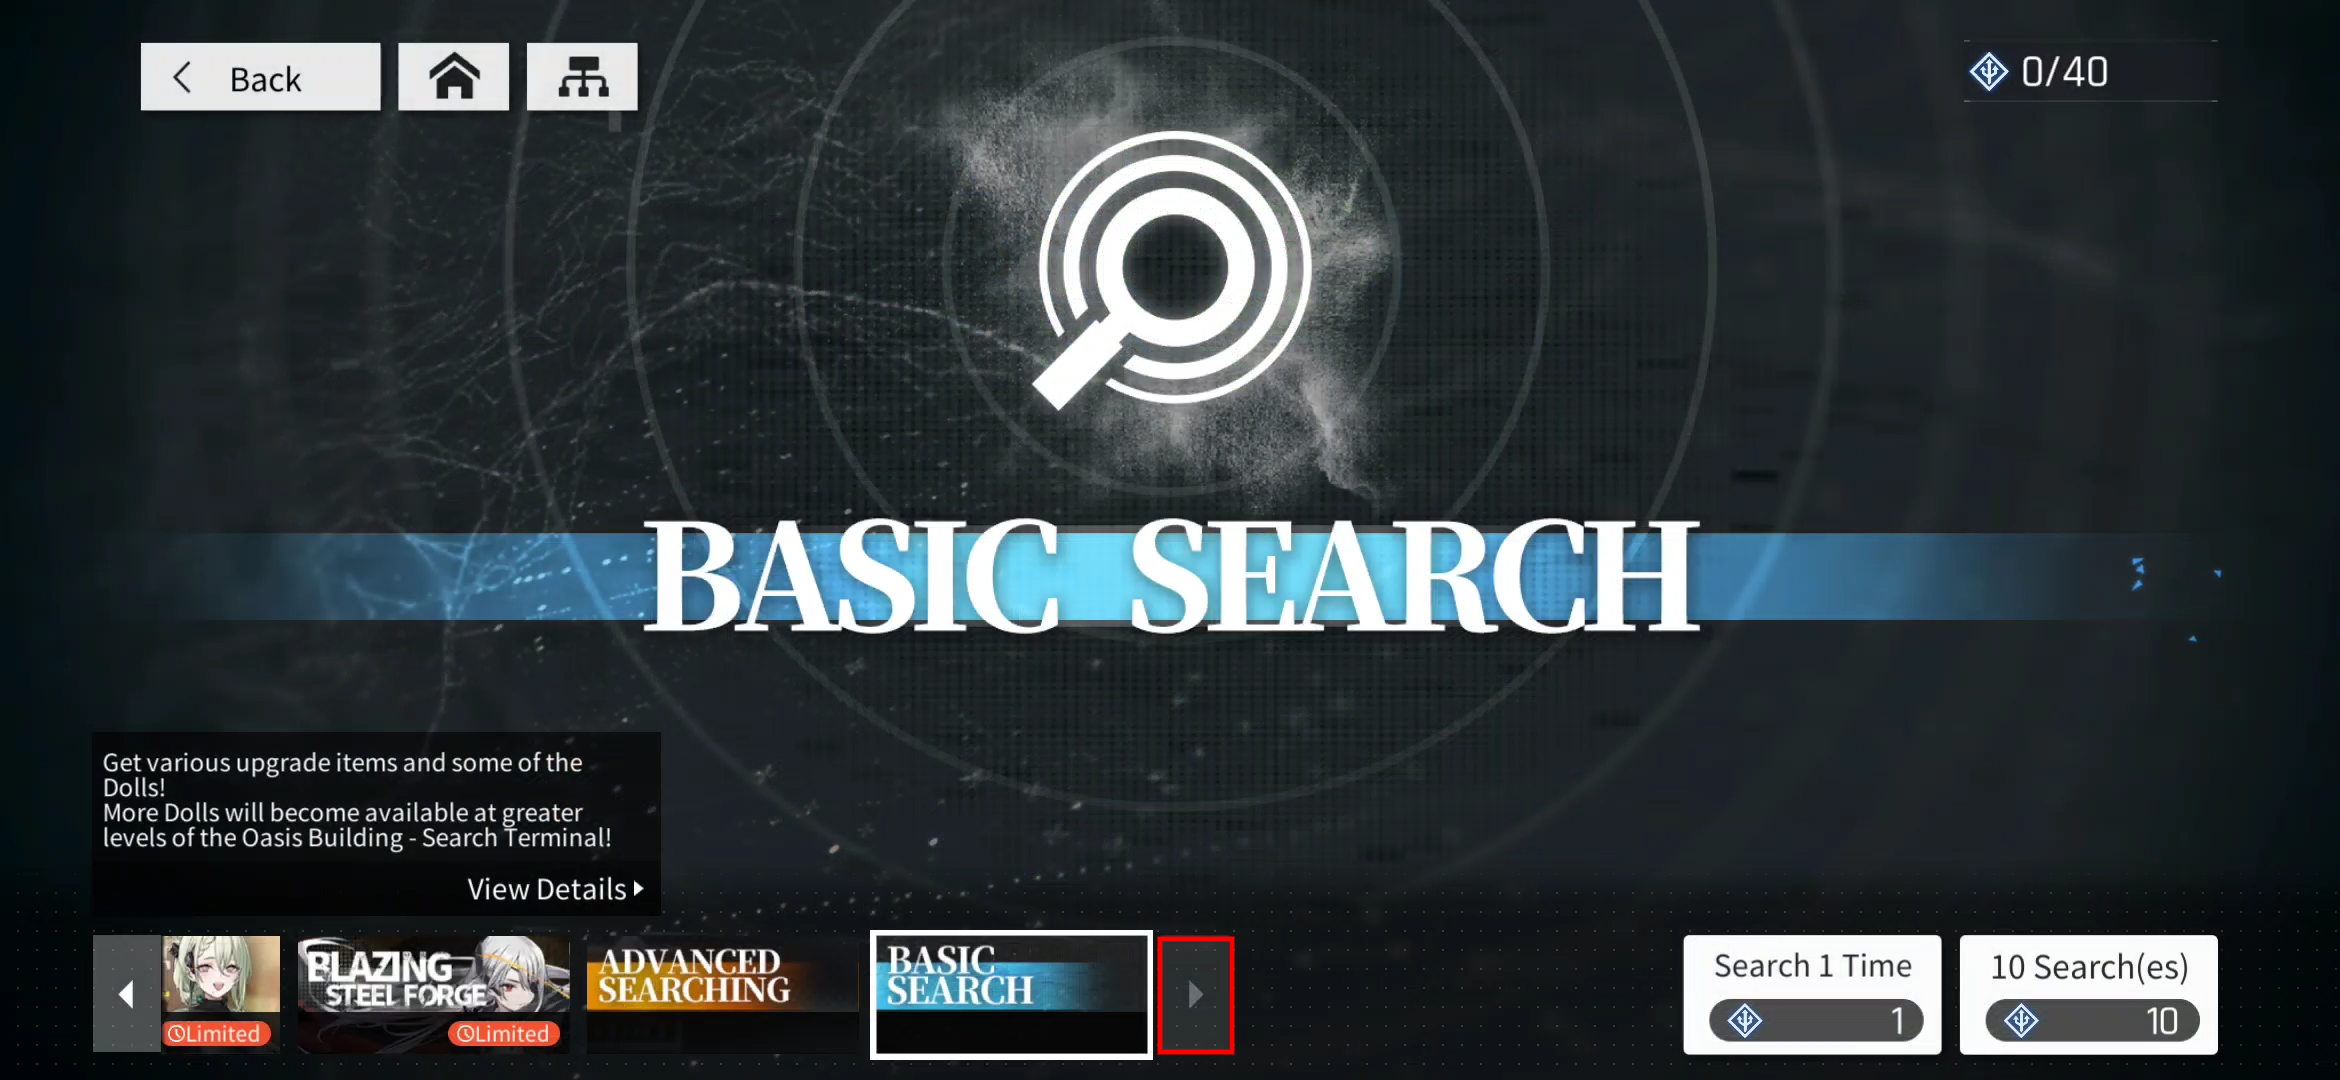 Back
0/40
BASIC SEARCH
Get various upgrade items and some of the
Dolls!
More Dolls will become available at greater
levels of the Oasis Building - Search Terminal!
View Details
Limited
BLAZING
STEEL FORGE
Limited
ADVANCED
SEARCHING
BASIC
SEARCH
Search 1 Time
1
10 Search(es)
10